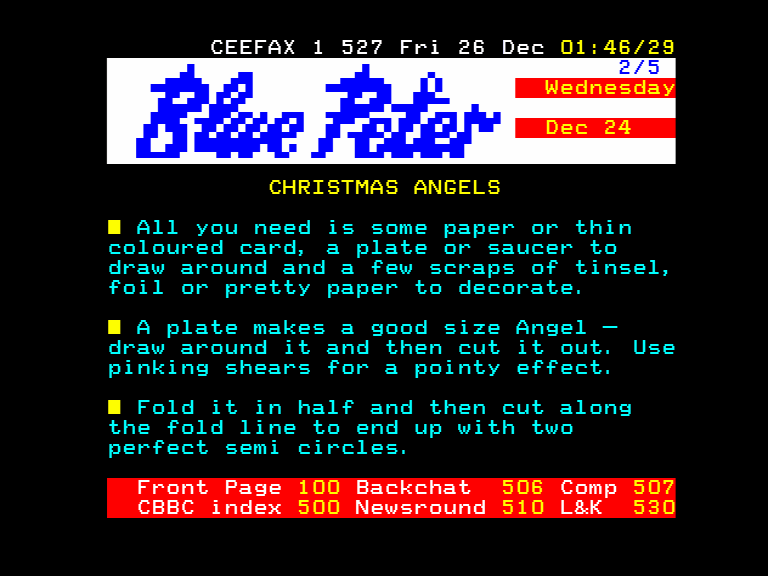 CEEFAX 1 527 Fri 26 Dec 01:46/29
2/5
Blue Peter
Wednesday
Dec 24
CHRISTMAS ANGELS
All you need is some paper or thin
coloured card, a plate or saucer to
draw around and a few scraps of tinsel,
foil or pretty paper to decorate.
A plate makes a good size Angel —
draw around it and then cut it out. Use
pinking shears for a pointy effect.
Fold it in half and then cut along
the fold line to end up with two
perfect semi circles.
Front Page 100 Backchat 506 Comp 507
CBBC index 500 Newsround 510 L&K 530